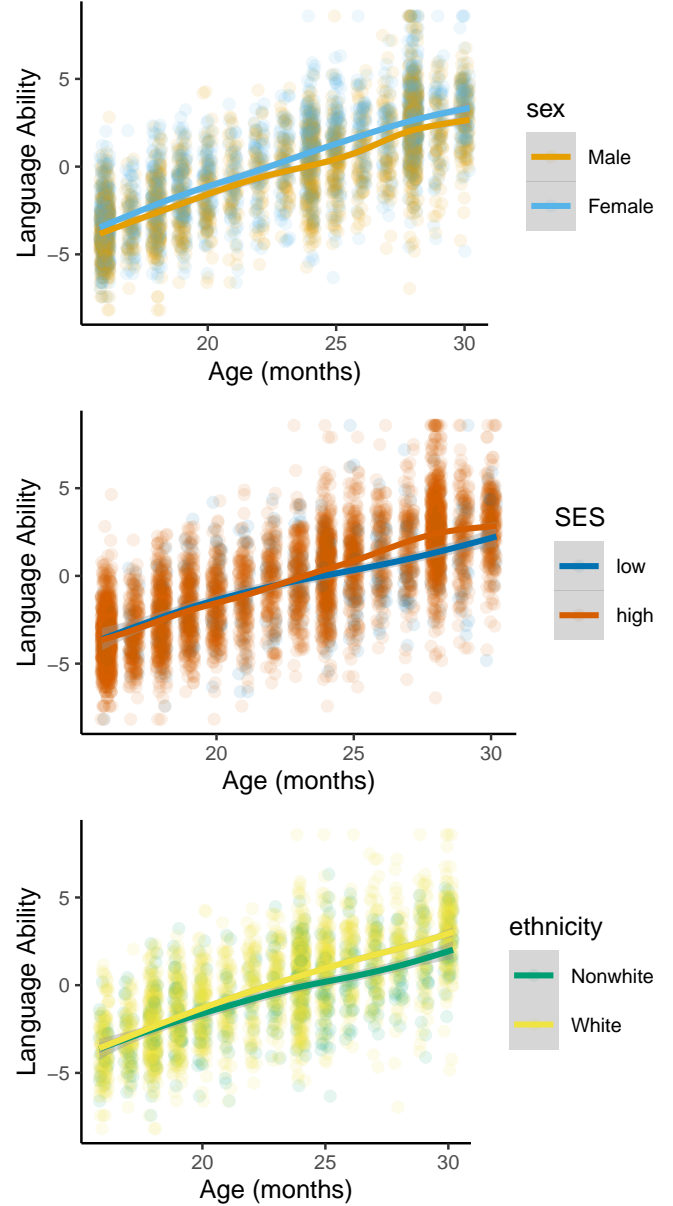 Language Ability
5
0
−5
20 25 30
Age (months)
sex
Male
Female
Language Ability
5
0
−5
20 25 30
Age (months)
SES
low
high
Language Ability
5
0
−5
20 25 30
Age (months)
ethnicity
Nonwhite
White